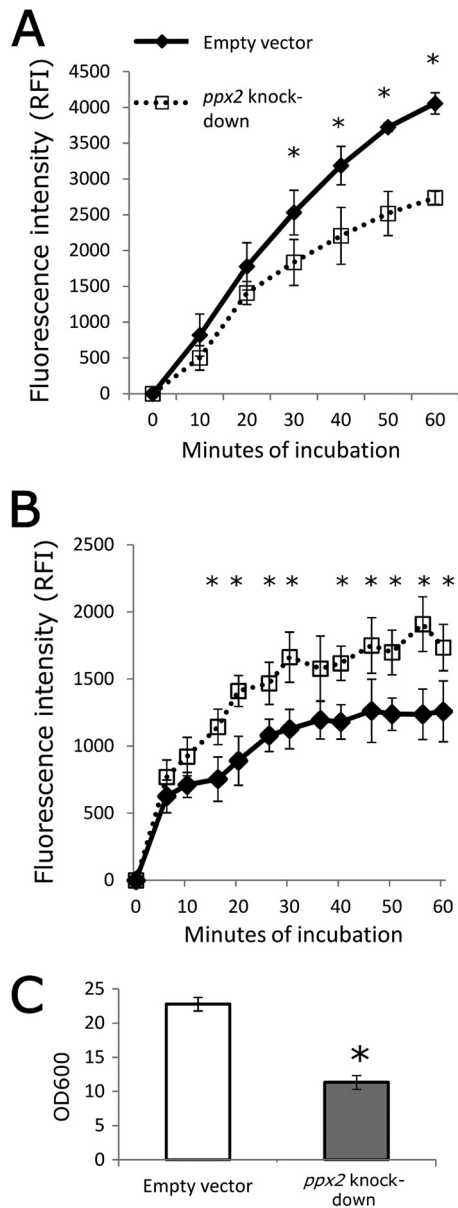 A
Empty vector
ppx2 knock-
down
Fluorescence intensity (RFI)
4500
4000
3500
3000
2500
2000
1500
1000
500
0
* * * *
0 10 20 30 40 50 60
Minutes of incubation
B
Fluorescence intensity (RFI)
2500
2000
1500
1000
500
0
* * * * * * * * *
0 10 20 30 40 50 60
Minutes of incubation
C
OD600
25
20
15
10
5
0
*
Empty vector
ppx2 knock-
down